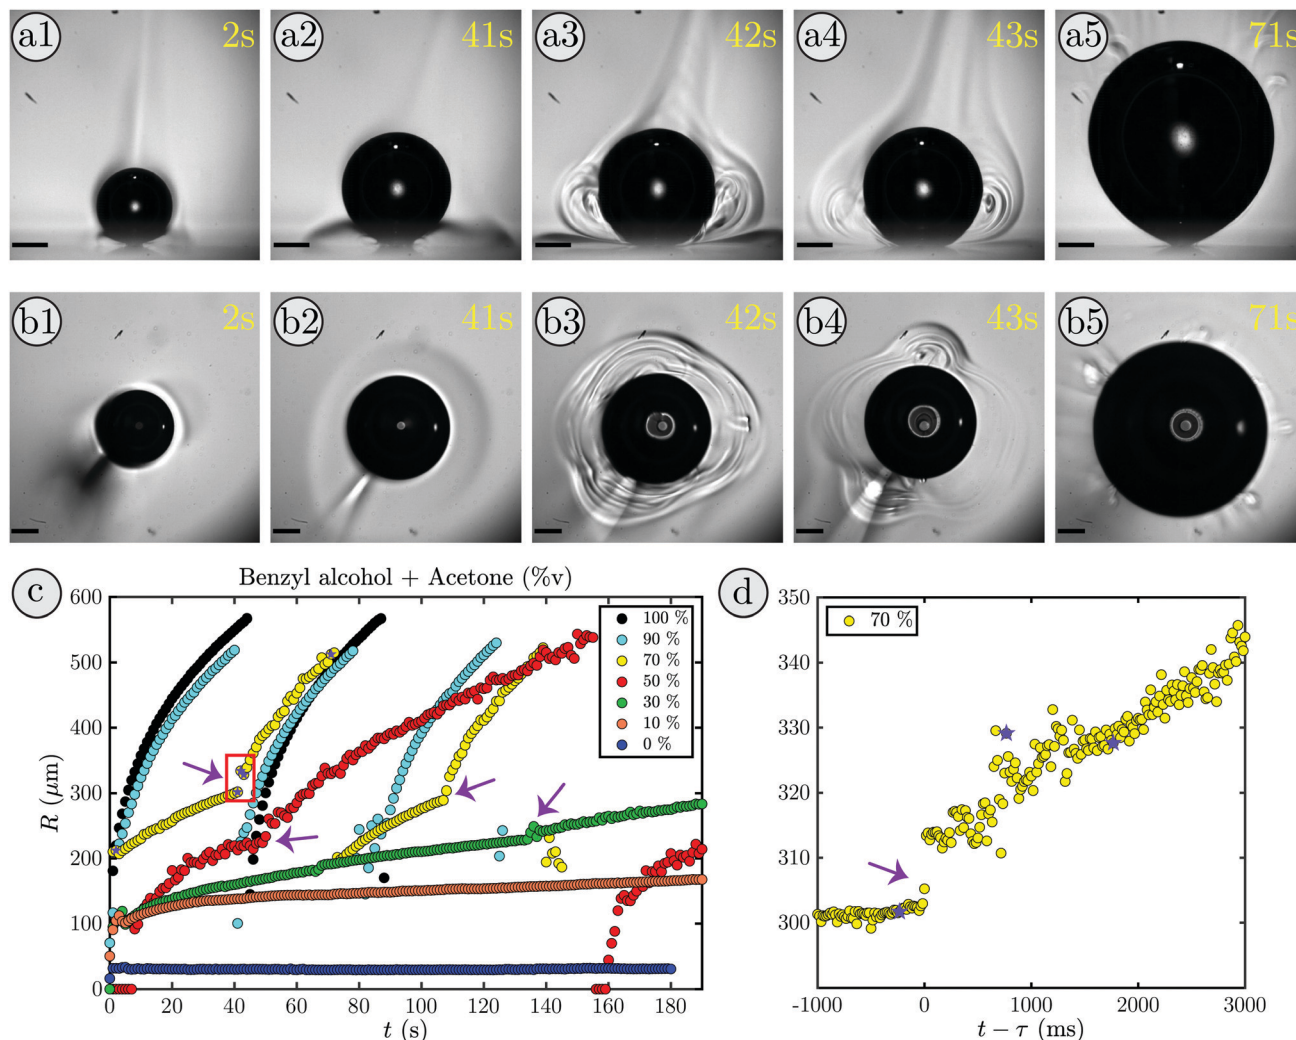 a1 2s a2 41s a3 42s a4 43s a5 71s
b1 2s b2 41s b3 42s b4 43s b5 71s
c
Benzyl alcohol + Acetone (%v)
600
500
400
300
200
100
0
R (μm)
100 %
90 %
70 %
50 %
30 %
10 %
0 %
0 20 40 60 80 100 120 140 160 180
t (s)
d
350
340
330
320
310
300
70 %
-1000 0 1000 2000 3000
t − τ (ms)